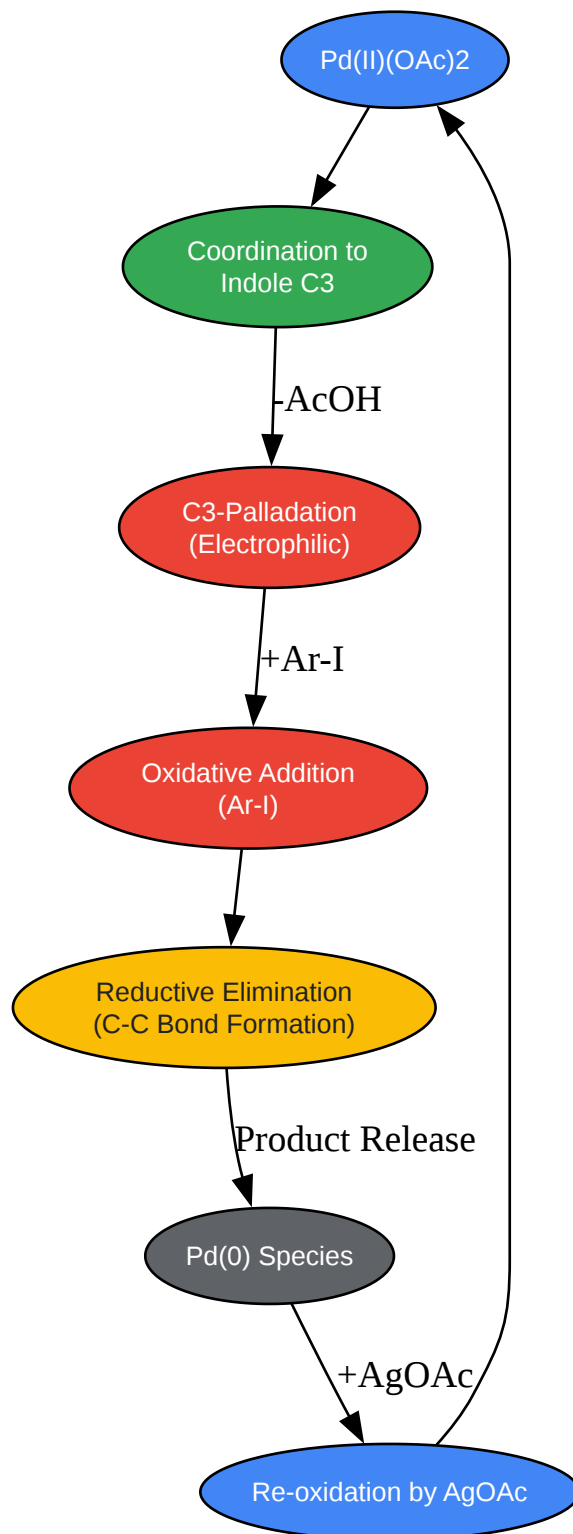 Pd(II)(OAc)2
Coordination to
Indole C3
-AcOH
C3-Palladation
(Electrophilic)
+Ar-I
Oxidative Addition
(Ar-I)
Reductive Elimination
(C-C Bond Formation)
Product Release
Pd(0) Species
+AgOAc
Re-oxidation by AgOAc